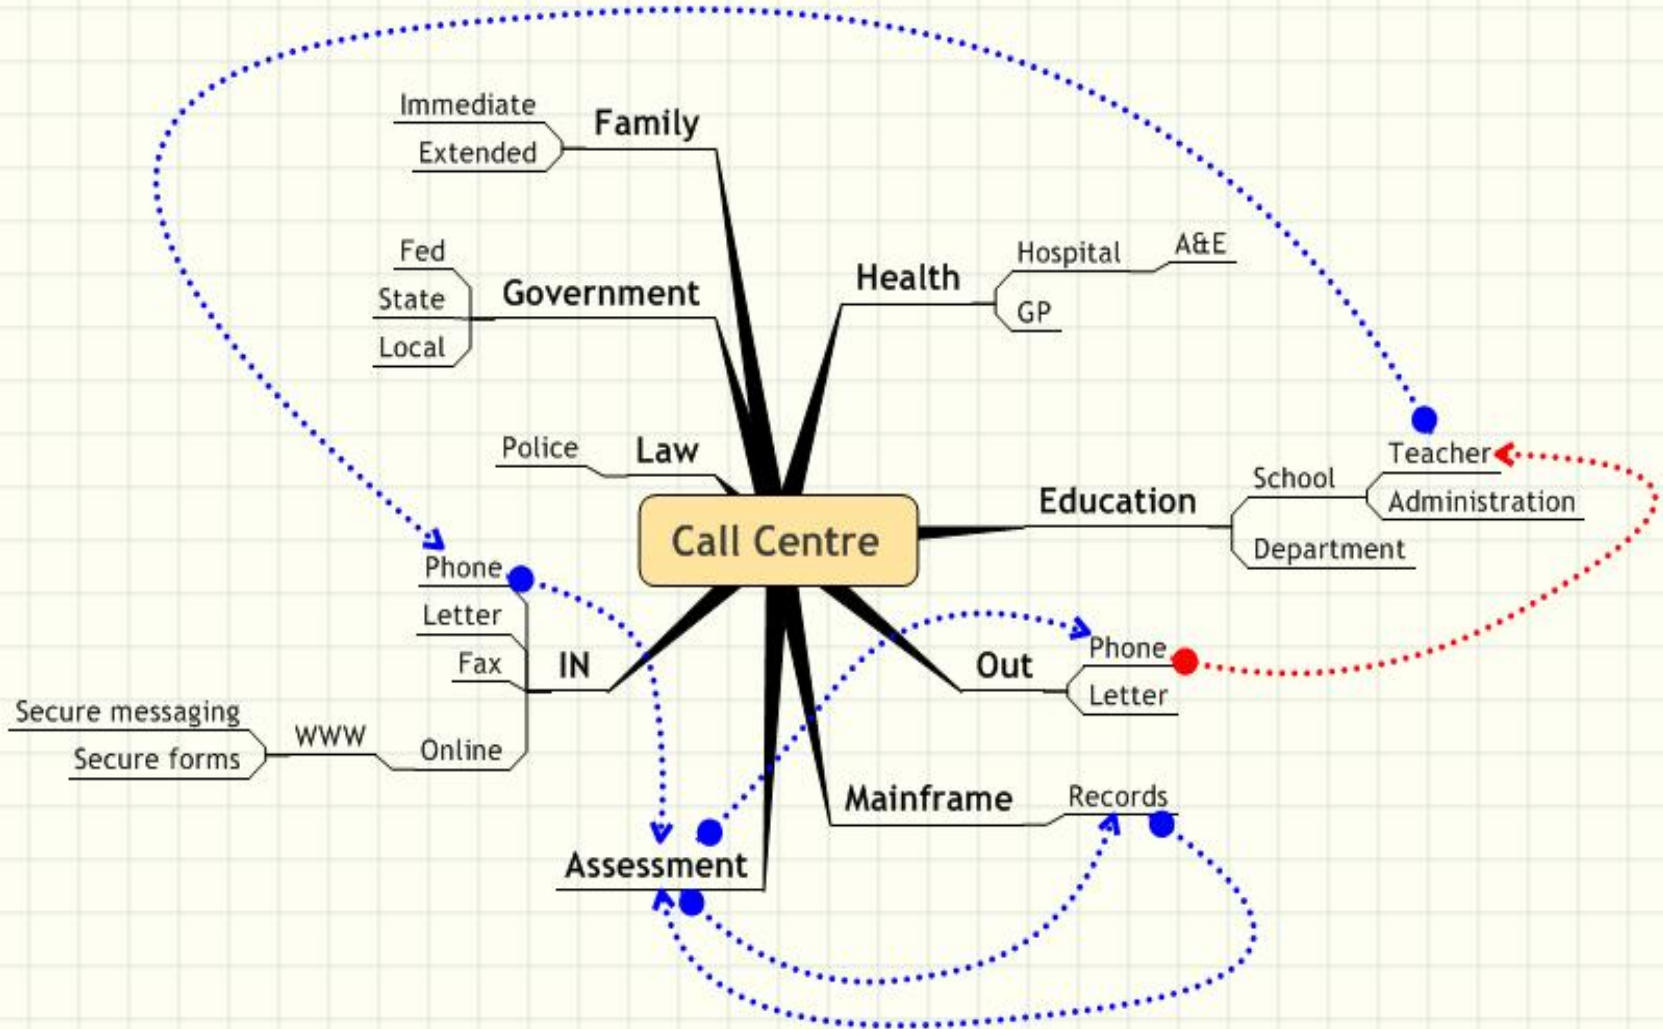 Immediate
Family
Extended
Fed
Government
State
Local
Health
Hospital
A&E
GP
Police
Law
Call Centre
Education
School
Teacher
Administration
Department
Phone
Letter
Fax
IN
Online
WWW
Secure messaging
Secure forms
Out
Phone
Letter
Mainframe
Records
Assessment